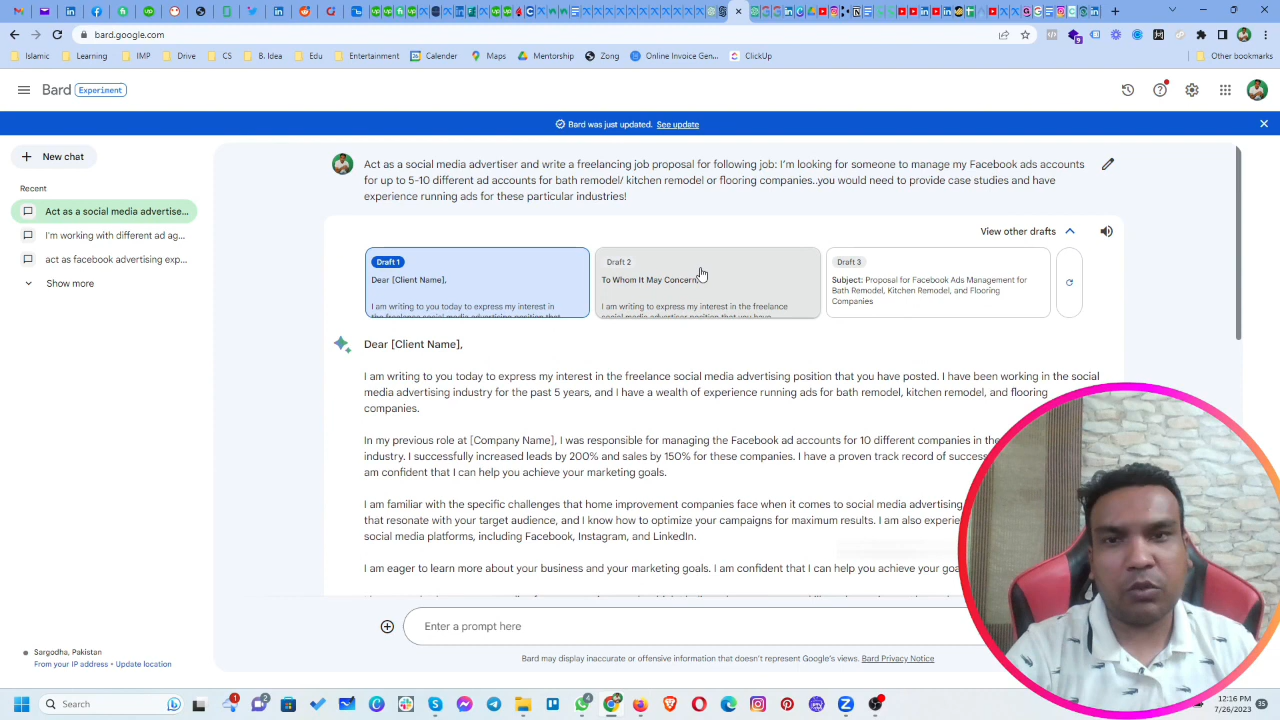 bard.google.com
Islamic
Learning
IMP
Drive
CS
B. Idea
Edu
Entertainment
Calender
Maps
Mentorship
Zong
Online Invoice Gen...
ClickUp
Other bookmarks
Bard
Experiment
Bard was just updated. See update
New chat
Recent
Act as a social media advertise...
I'm working with different ad ag...
act as facebook advertising exp...
Show more
Act as a social media advertiser and write a freelancing job proposal for following job: I'm looking for someone to manage my Facebook ads accounts
for up to 5-10 different ad accounts for bath remodel/ kitchen remodel or flooring companies..you would need to provide case studies and have
experience running ads for these particular industries!
View other drafts
Draft 1
Dear [Client Name],
I am writing to you today to express my interest in
the freelance social media advertising position that
Draft 2
To Whom It May Concern,
I am writing to express my interest in the freelance
social media advertiser position that you have
Draft 3
Subject: Proposal for Facebook Ads Management for
Bath Remodel, Kitchen Remodel, and Flooring
Companies
Dear [Client Name],
I am writing to you today to express my interest in the freelance social media advertising position that you have posted. I have been working in the social
media advertising industry for the past 5 years, and I have a wealth of experience running ads for bath remodel, kitchen remodel, and flooring
companies.
In my previous role at [Company Name], I was responsible for managing the Facebook ad accounts for 10 different companies in the
industry. I successfully increased leads by 200% and sales by 150% for these companies. I have a proven track record of success
am confident that I can help you achieve your marketing goals.
I am familiar with the specific challenges that home improvement companies face when it comes to social media advertising
that resonate with your target audience, and I know how to optimize your campaigns for maximum results. I am also experie
social media platforms, including Facebook, Instagram, and LinkedIn.
I am eager to learn more about your business and your marketing goals. I am confident that I can help you achieve your goa
Enter a prompt here
Bard may display inaccurate or offensive information that doesn't represent Google's views. Bard Privacy Notice
Sargodha, Pakistan
From your IP address • Update location
Search
12:16 PM
7/26/2023